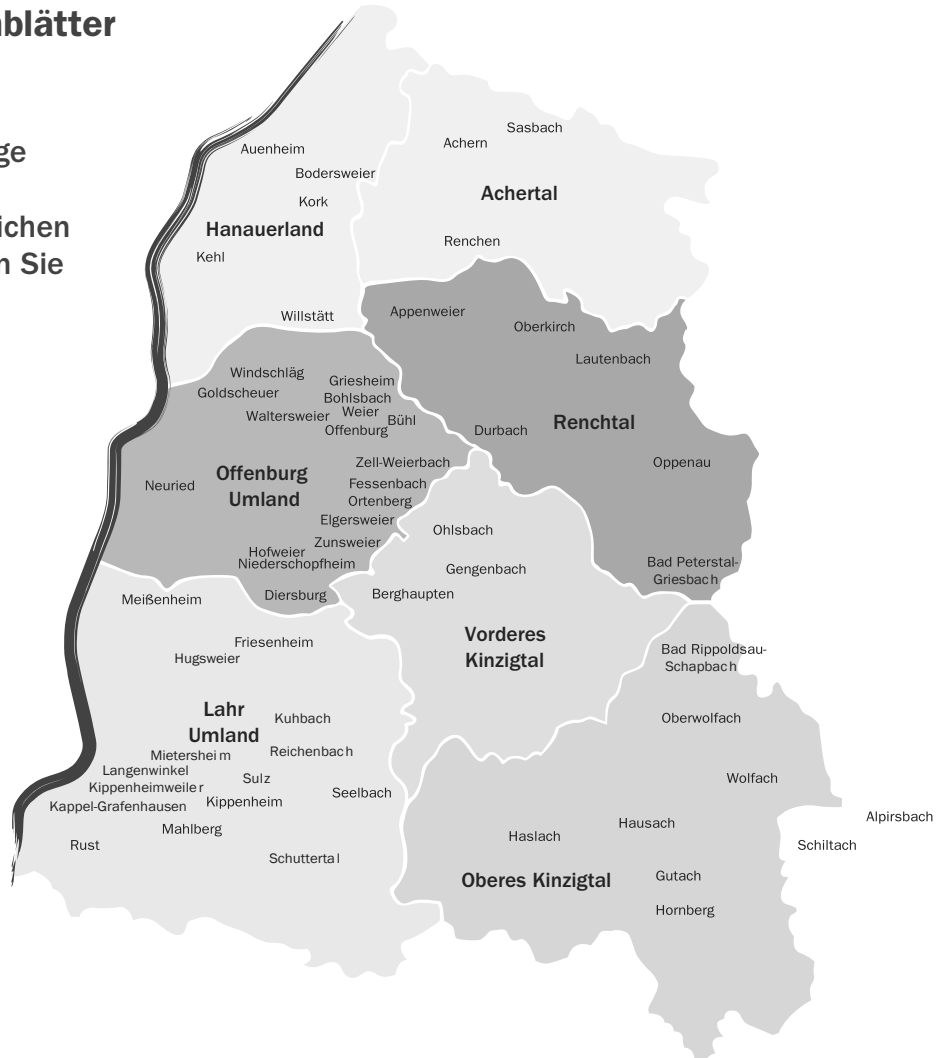 blätter
ge
ichen
n Sie
Sasbach
Achern
Auenheim
Bodersweier
Achertal
Kork
Hanauerland
Renchen
Kehl
Appenweier
Willstätt
Oberkirch
Lautenbach
Windschläg
Griesheim
Goldscheuer
Bohlsbach
Weier
Waltersweier
Bühl
Offenburg
Durbach
Renchtal
Zell-Weierbach
Oppenau
Offenburg
Umland
Neuried
Fessenbach
Ortenberg
Elgersweier
Ohlsbach
Zunsweier
Hofweier
Niederschopfheim
Bad Peterstal-
Griesbach
Gengenbach
Diersburg
Berghaupten
Meißenheim
Vorderes
Kinzigtal
Friesenheim
Hugsweier
Bad Rippoldsau-
Schapbach
Lahr
Umland
Kuhbach
Oberwolfach
Reichenbach
Mietersheim
Langenwinkel
Sulz
Wolfach
Kippenheimweiler
Seelbach
Kippenheim
Kappel-Grafenhausen
Alpirsbach
Hausach
Mahlberg
Haslach
Rust
Schiltach
Schuttertal
Gutach
Oberes Kinzigtal
Hornberg